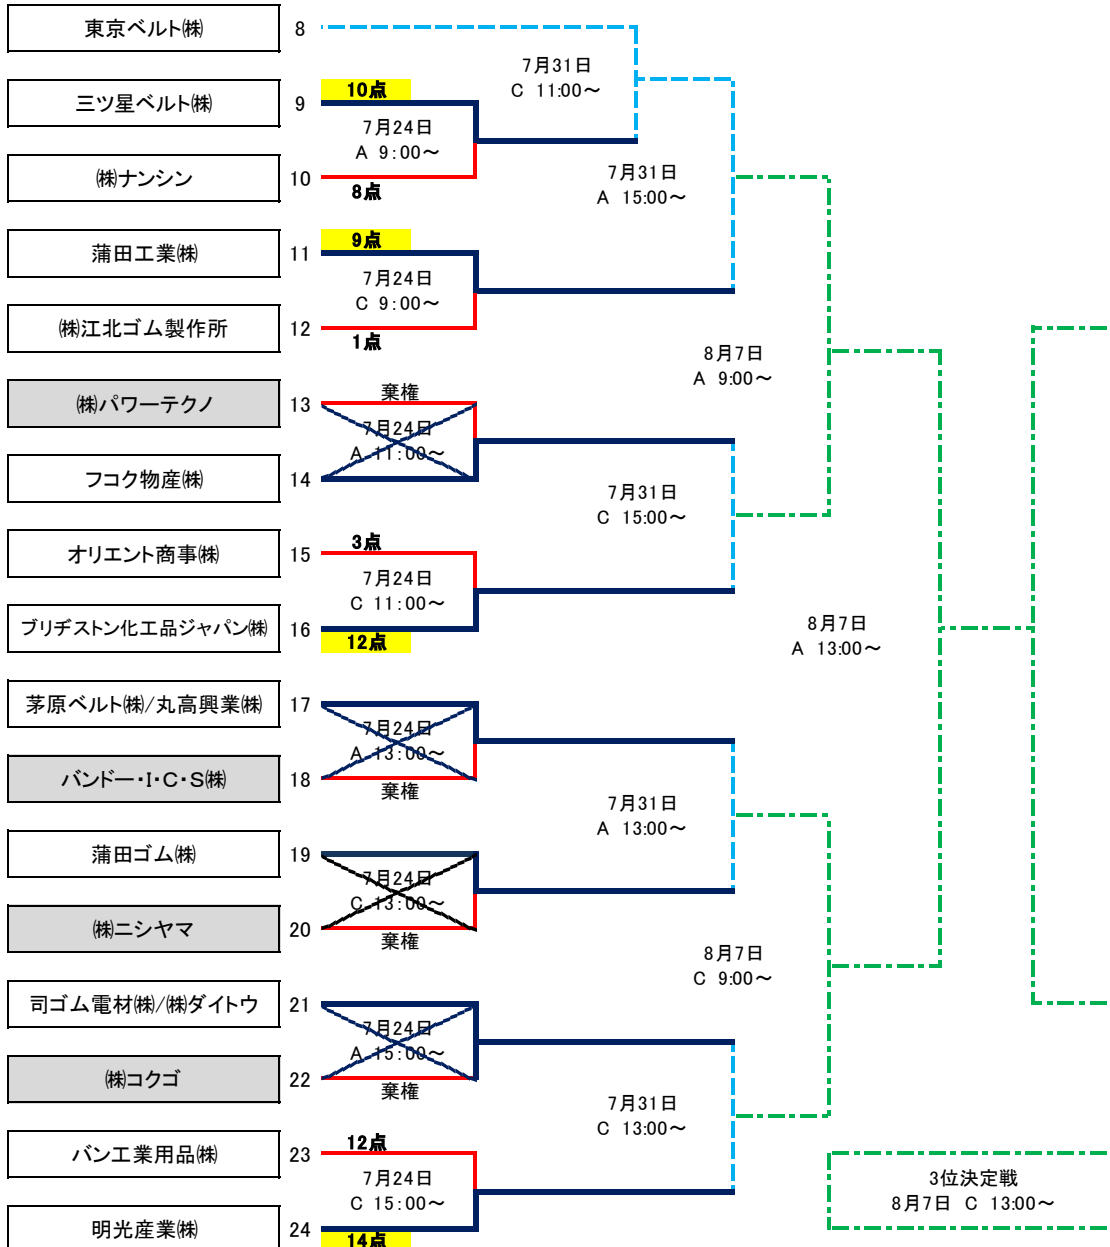 東京ベルト㈱ 8
7月31日
C 11:00～
10点
三ツ星ベルト㈱ 9
7月24日
A 9:00～
㈱ナンシン 10
8点
7月31日
A 15:00～
9点
蒲田工業㈱ 11
7月24日
C 9:00～
㈱江北ゴム製作所 12
1点
8月7日
A 9:00～
棄権
㈱パワーテクノ 13
7月24日
A 11:00～
フコク物産㈱ 14
7月31日
C 15:00～
3点
オリエント商事㈱ 15
7月24日
C 11:00～
ブリヂストン化工品ジャパン㈱ 16
12点
8月7日
A 13:00～
茅原ベルト㈱/丸高興業㈱ 17
7月24日
A 13:00～
バンドー・I・C・S㈱ 18
棄権
7月31日
A 13:00～
蒲田ゴム㈱ 19
7月24日
C 13:00～
㈱ニシヤマ 20
棄権
8月7日
C 9:00～
司ゴム電材㈱/㈱ダイトウ 21
7月24日
A 15:00～
㈱コクゴ 22
棄権
7月31日
C 13:00～
12点
バン工業用品㈱ 23
7月24日
C 15:00～
3位決定戦
8月7日 C 13:00～
明光産業㈱ 24
14点